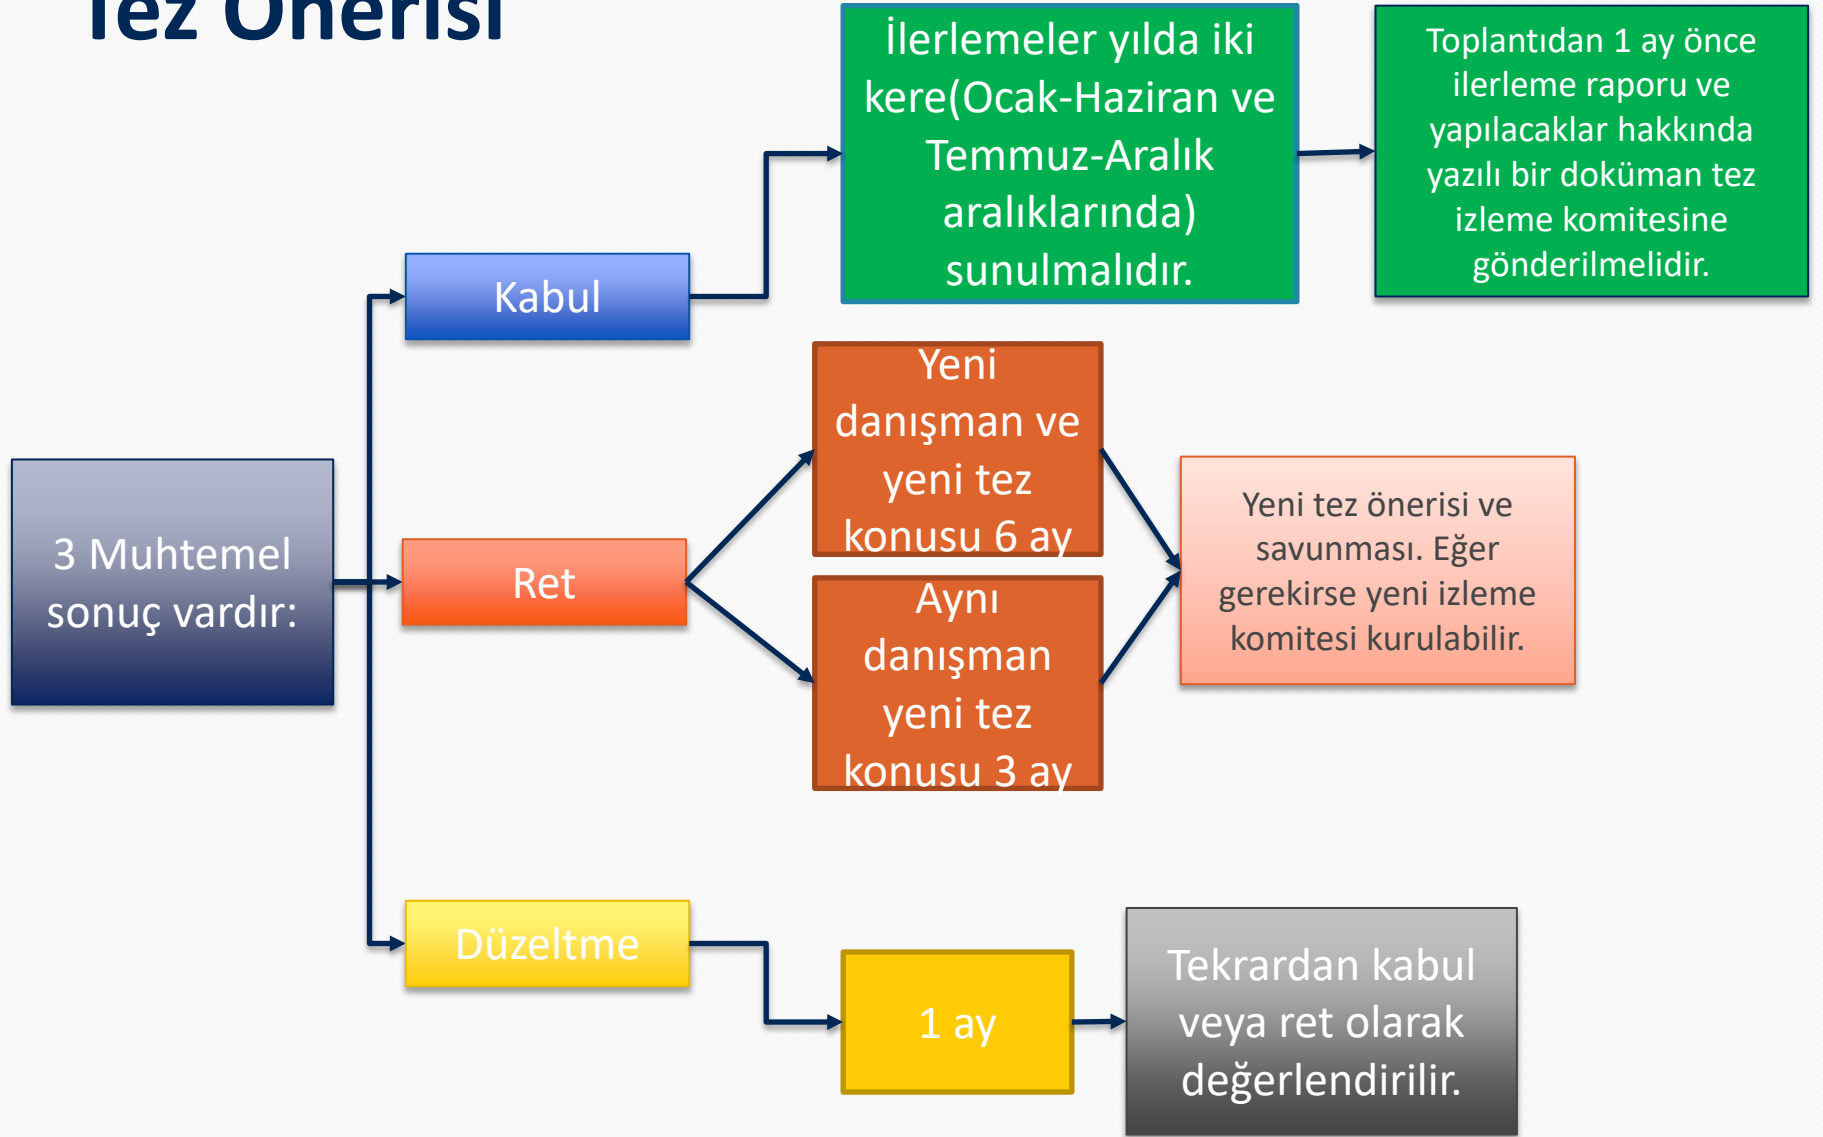 Tez Önerisi
İlerlemeler yılda iki
kere(Ocak-Haziran ve
Temmuz-Aralık
aralıklarında)
sunulmalıdır.
Toplantıdan 1 ay önce
ilerleme raporu ve
yapılacaklar hakkında
yazılı bir doküman tez
izleme komitesine
gönderilmelidir.
Kabul
3 Muhtemel
sonuç vardır:
Ret
Yeni
danışman ve
yeni tez
konusu 6 ay
Aynı
danışman
yeni tez
konusu 3 ay
Yeni tez önerisi ve
savunması. Eğer
gerekirse yeni izleme
komitesi kurulabilir.
Düzeltme
1 ay
Tekrardan kabul
veya ret olarak
değerlendirilir.